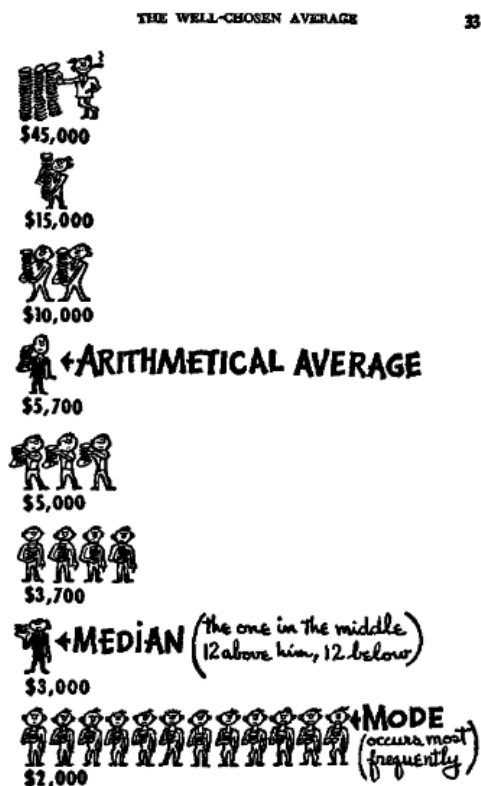 THE WELL-CHOSEN AVERAGE 33
$45,000
$15,000
$10,000
←ARITHMETICAL AVERAGE
$5,700
$5,000
$3,700
←MEDIAN (the one in the middle
12 above him, 12 below)
$3,000
←MODE
(occurs most
frequently)
$2,000